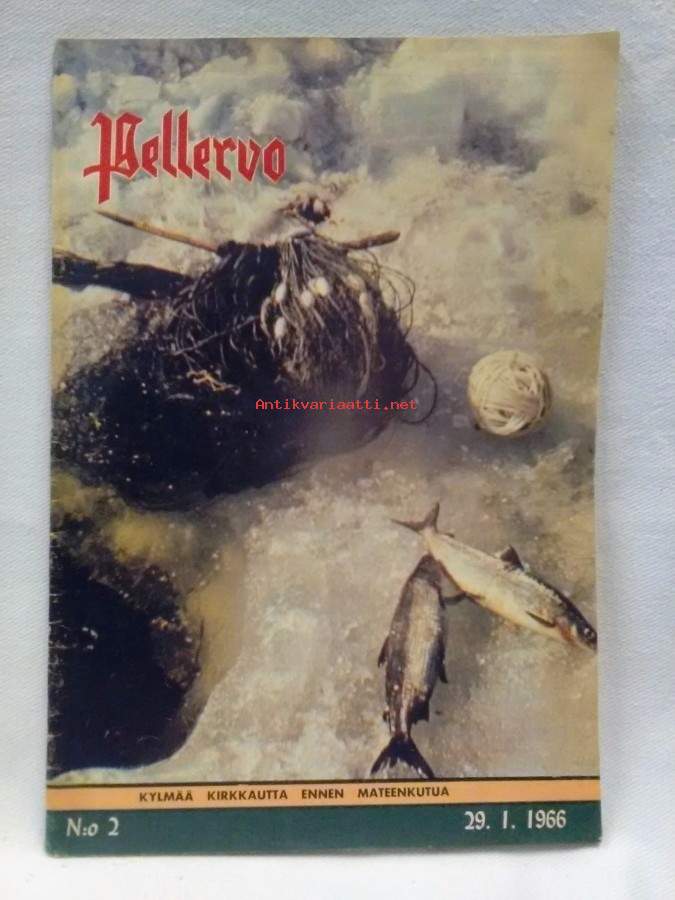 Pellervo
Antikvariaatti.net
KYLMÄÄ KIRKKAUTTA ENNEN MATEENKUTUA
N:o 2
29. 1. 1966